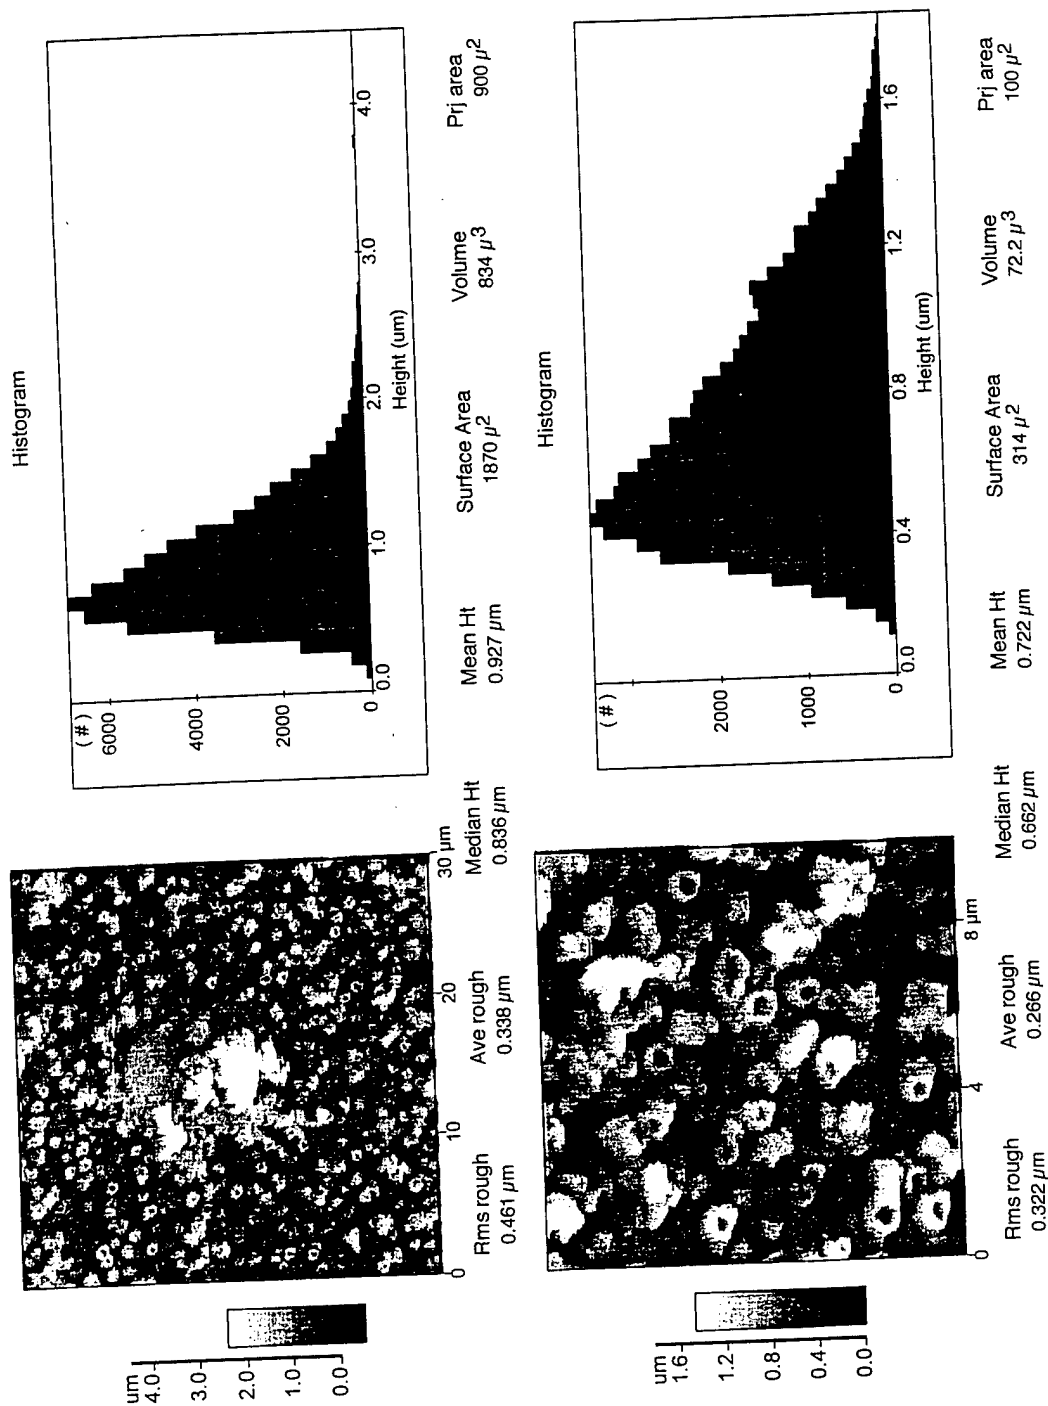 um
4.0
3.0
2.0
1.0
0.0
0 10 20 30 µm
Histogram
(#)
6000
4000
2000
0
0.0 1.0 2.0 3.0 4.0
Height (um)
Rms rough Ave rough Median Ht Mean Ht Surface Area Volume Prj area
0.461 µm 0.338 µm 0.836 µm 0.927 µm 1870 µ2 834 µ3 900 µ2
um
1.6
1.2
0.8
0.4
0.0
0 4 8 µm
Histogram
(#)
2000
1000
0
0.0 0.4 0.8 1.2 1.6
Height (um)
Rms rough Ave rough Median Ht Mean Ht Surface Area Volume Prj area
0.322 µm 0.266 µm 0.662 µm 0.722 µm 314 µ2 72.2 µ3 100 µ2